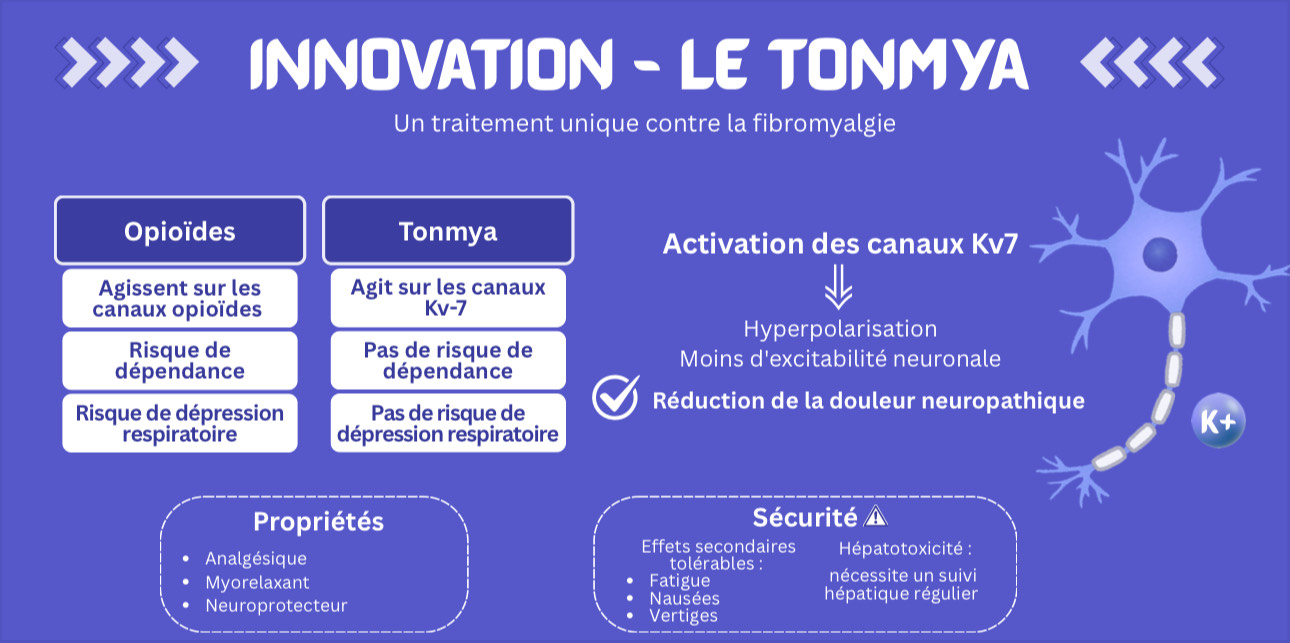 INNOVATION - LE TONMYA
Un traitement unique contre la fibromyalgie
Opioïdes
Agissent sur les
canaux opioïdes
Risque de
dépendance
Risque de dépression
respiratoire
Tonmya
Agit sur les canaux
Kv-7
Pas de risque de
dépendance
Pas de risque de
dépression respiratoire
Activation des canaux Kv7
Hyperpolarisation
Moins d'excitabilité neuronale
Réduction de la douleur neuropathique
K+
Propriétés
• Analgésique
• Myorelaxant
• Neuroprotecteur
Sécurité
Effets secondaires
tolérables :
• Fatigue
• Nausées
• Vertiges
Hépatotoxicité :
nécessite un suivi
hépatique régulier